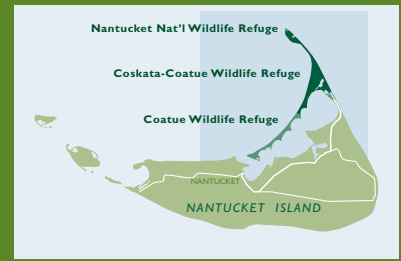 Nantucket Nat'l Wildlife Refuge
Coskata-Coatue Wildlife Refuge
Coatue Wildlife Refuge
NANTUCKET
NANTUCKET ISLAND